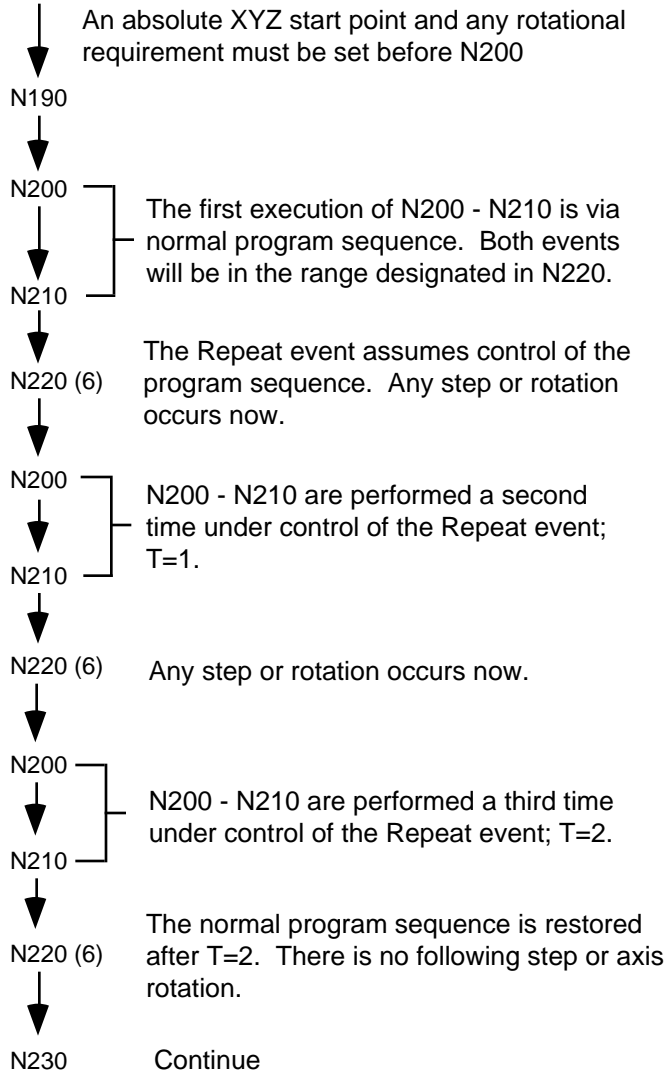 An absolute XYZ start point and any rotational
requirement must be set before N200
N190
N200
The first execution of N200 - N210 is via
normal program sequence.  Both events
will be in the range designated in N220.
N210
The Repeat event assumes control of the
N220 (6) program sequence.  Any step or rotation
occurs now.
N200
N200 - N210 are performed a second
time under control of the Repeat event;
T=1.
N210
N220 (6) Any step or rotation occurs now.
N200
N200 - N210 are performed a third time
under control of the Repeat event; T=2.
N210
The normal program sequence is restored
N220 (6) after T=2.  There is no following step or axis
rotation.
N230 Continue